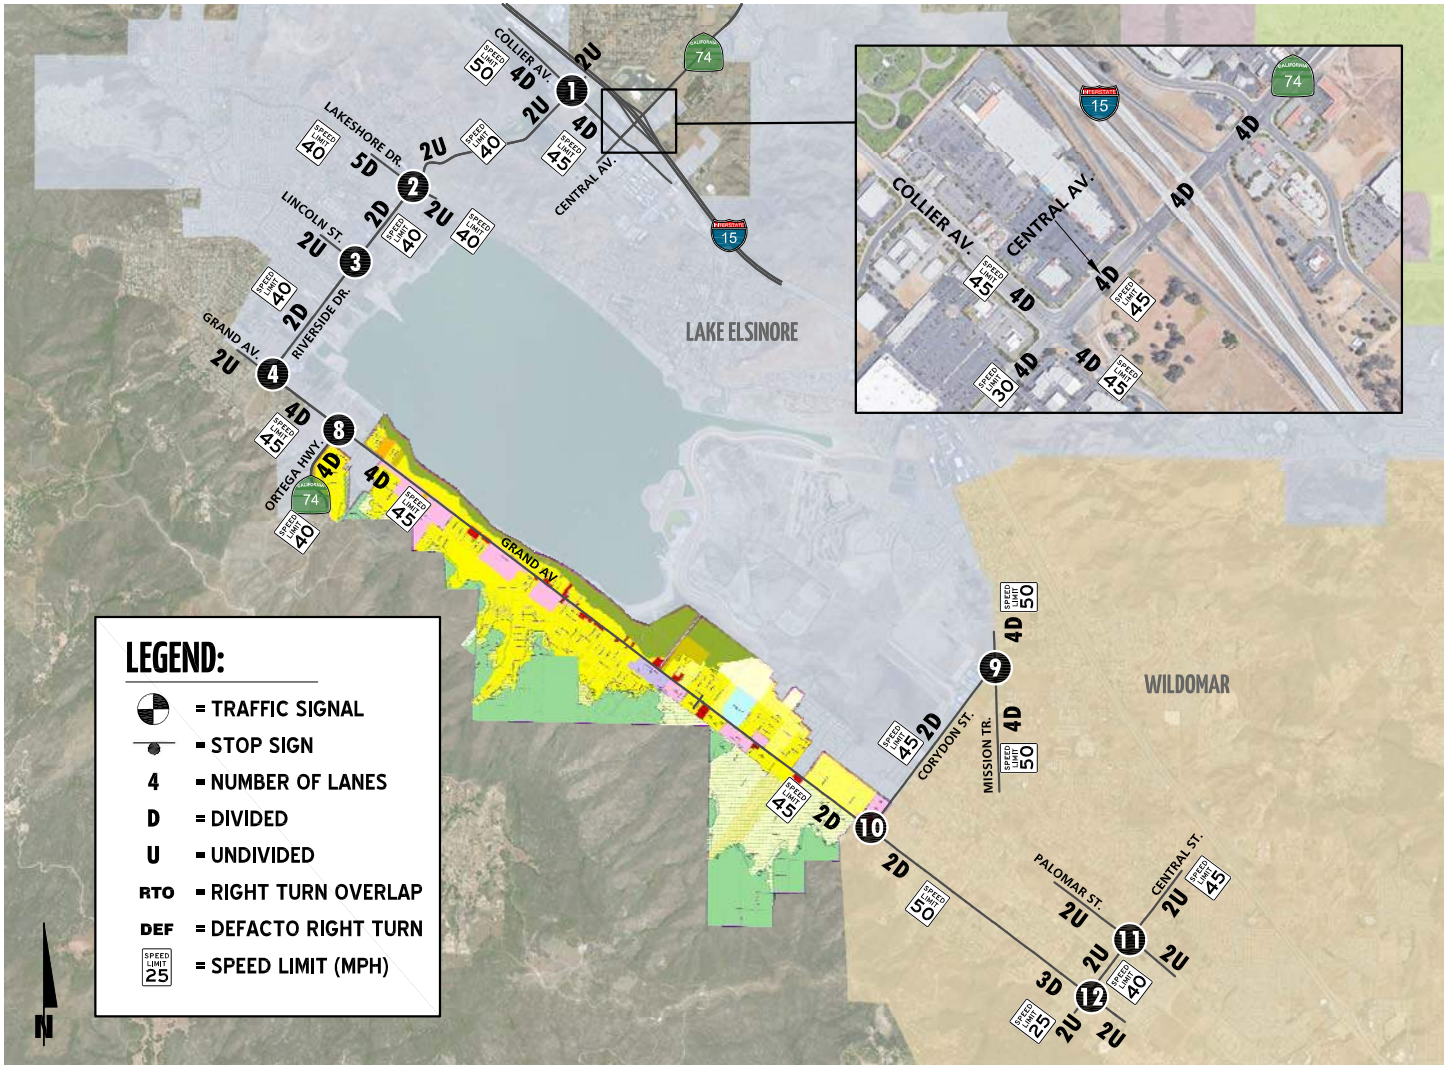 COLLIER AV.
SPEED LIMIT 50
4D
2U
1
2U
4D
SPEED LIMIT 45
CENTRAL AV.
CALIFORNIA
74
INTERSTATE
15
LAKESHORE DR.
SPEED LIMIT 40
5D
2U
SPEED LIMIT 40
2
2U
SPEED LIMIT 40
2D
SPEED LIMIT 40
LINCOLN ST.
2U
3
SPEED LIMIT 40
2D
RIVERSIDE DR.
GRAND AV.
2U
4
4D
SPEED LIMIT 45
8
ORTEGA HWY.
4D
CALIFORNIA
74
SPEED LIMIT 40
4D
SPEED LIMIT 45
GRAND AV.
LAKE ELSINORE
INTERSTATE
15
CALIFORNIA
74
4D
4D
COLLIER AV.
CENTRAL AV.
SPEED LIMIT 45
4D
4D
SPEED LIMIT 45
4D
SPEED LIMIT 30
4D
SPEED LIMIT 45
SPEED LIMIT 50
4D
9
WILDOMAR
4D
SPEED LIMIT 50
MISSION TR.
SPEED LIMIT 45
2D
CORYDON ST.
SPEED LIMIT 45
2D
10
2D
SPEED LIMIT 50
PALOMAR ST.
2U
CENTRAL ST.
2U
SPEED LIMIT 45
11
2U
2U
SPEED LIMIT 40
3D
12
SPEED LIMIT 25
2U
2U
LEGEND:
= TRAFFIC SIGNAL
= STOP SIGN
4 = NUMBER OF LANES
D = DIVIDED
U = UNDIVIDED
RTO = RIGHT TURN OVERLAP
DEF = DEFACTO RIGHT TURN
SPEED LIMIT 25 = SPEED LIMIT (MPH)
N